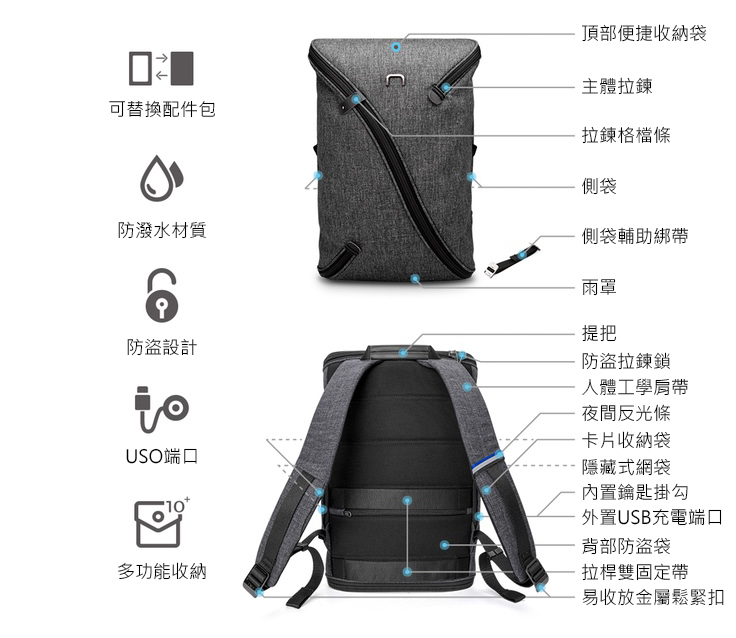 可替換配件包
防潑水材質
防盜設計
USO端口
10+
多功能收納
頂部便捷收納袋
主體拉鍊
拉鍊格檔條
側袋
側袋輔助綁帶
雨罩
提把
防盜拉鍊鎖
人體工學肩帶
夜間反光條
卡片收納袋
隱藏式網袋
內置鑰匙掛勾
外置USB充電端口
背部防盜袋
拉桿雙固定帶
易收放金屬鬆緊扣